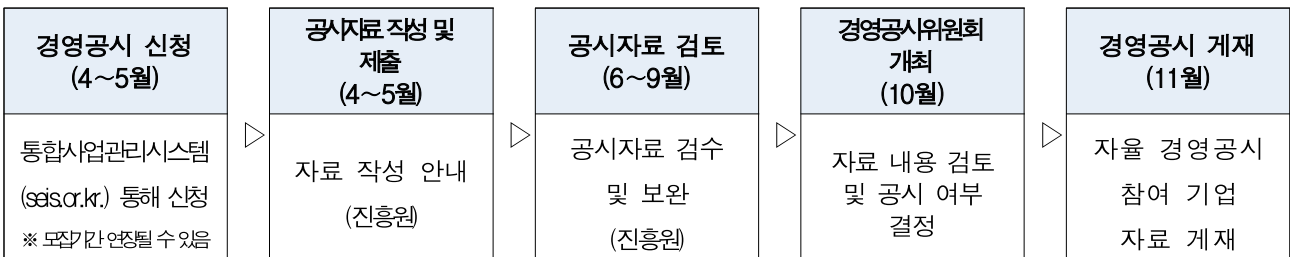 경영공시 신청
(4~5월)
통합사업관리시스템
(seis.or.kr.) 통해 신청
※ 모집기간 연장될 수 있음
▷
공시자료 작성 및
제출
(4~5월)
자료 작성 안내
(진흥원)
▷
공시자료 검토
(6~9월)
공시자료 검수
및 보완
(진흥원)
▷
경영공시위원회
개최
(10월)
자료 내용 검토
및 공시 여부
결정
▷
경영공시 게재
(11월)
자율 경영공시
참여 기업
자료 게재